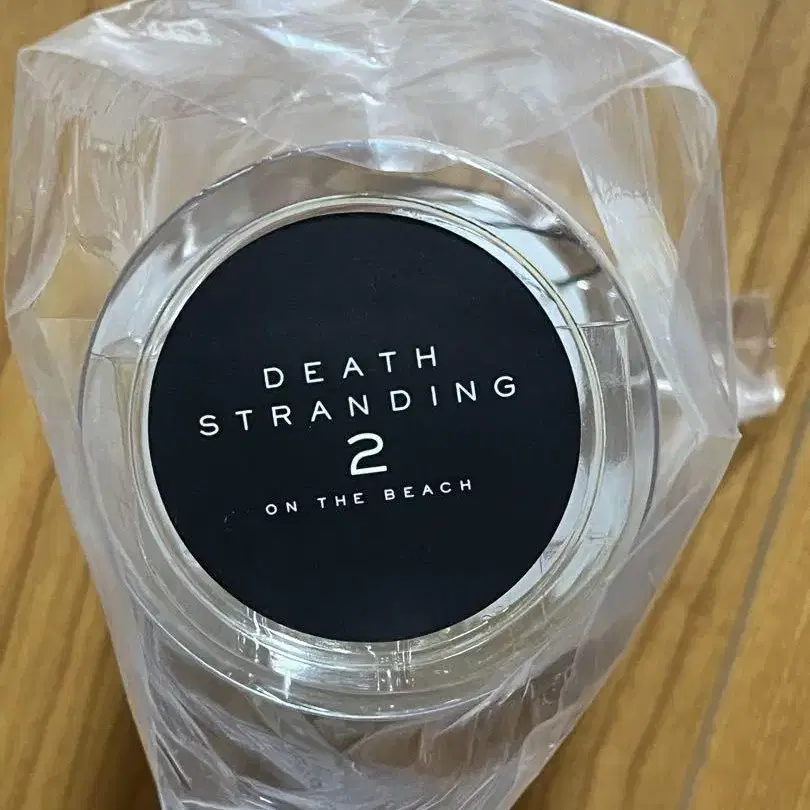 DEATH
STRANDING
2
ON THE BEACH